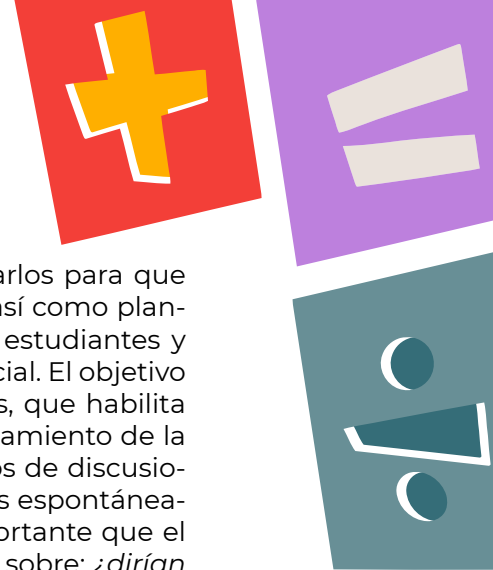 arlos para que
así como plan-
estudiantes y
cial. El objetivo
s, que habilita
amiento de la
os de discusio-
s espontánea-
ortante que el
sobre: ¿dirían